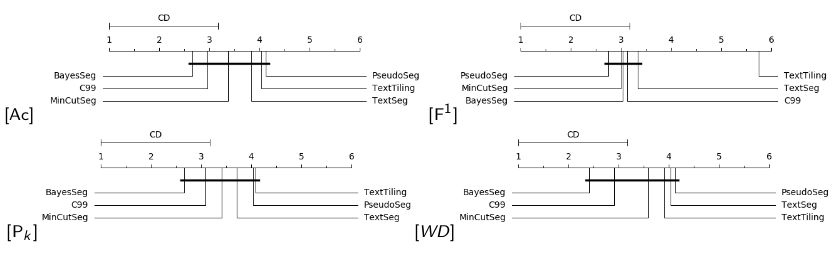 CD
1 2 3 4 5 6
BayesSeg PseudoSeg
C99 TextTiling
MinCutSeg TextSeg
[Ac]
CD
1 2 3 4 5 6
PseudoSeg TextTiling
MinCutSeg TextSeg
BayesSeg C99
[F1]
CD
1 2 3 4 5 6
BayesSeg TextTiling
C99 PseudoSeg
MinCutSeg TextSeg
[Pk]
CD
1 2 3 4 5 6
BayesSeg PseudoSeg
C99 TextSeg
MinCutSeg TextTiling
[WD]